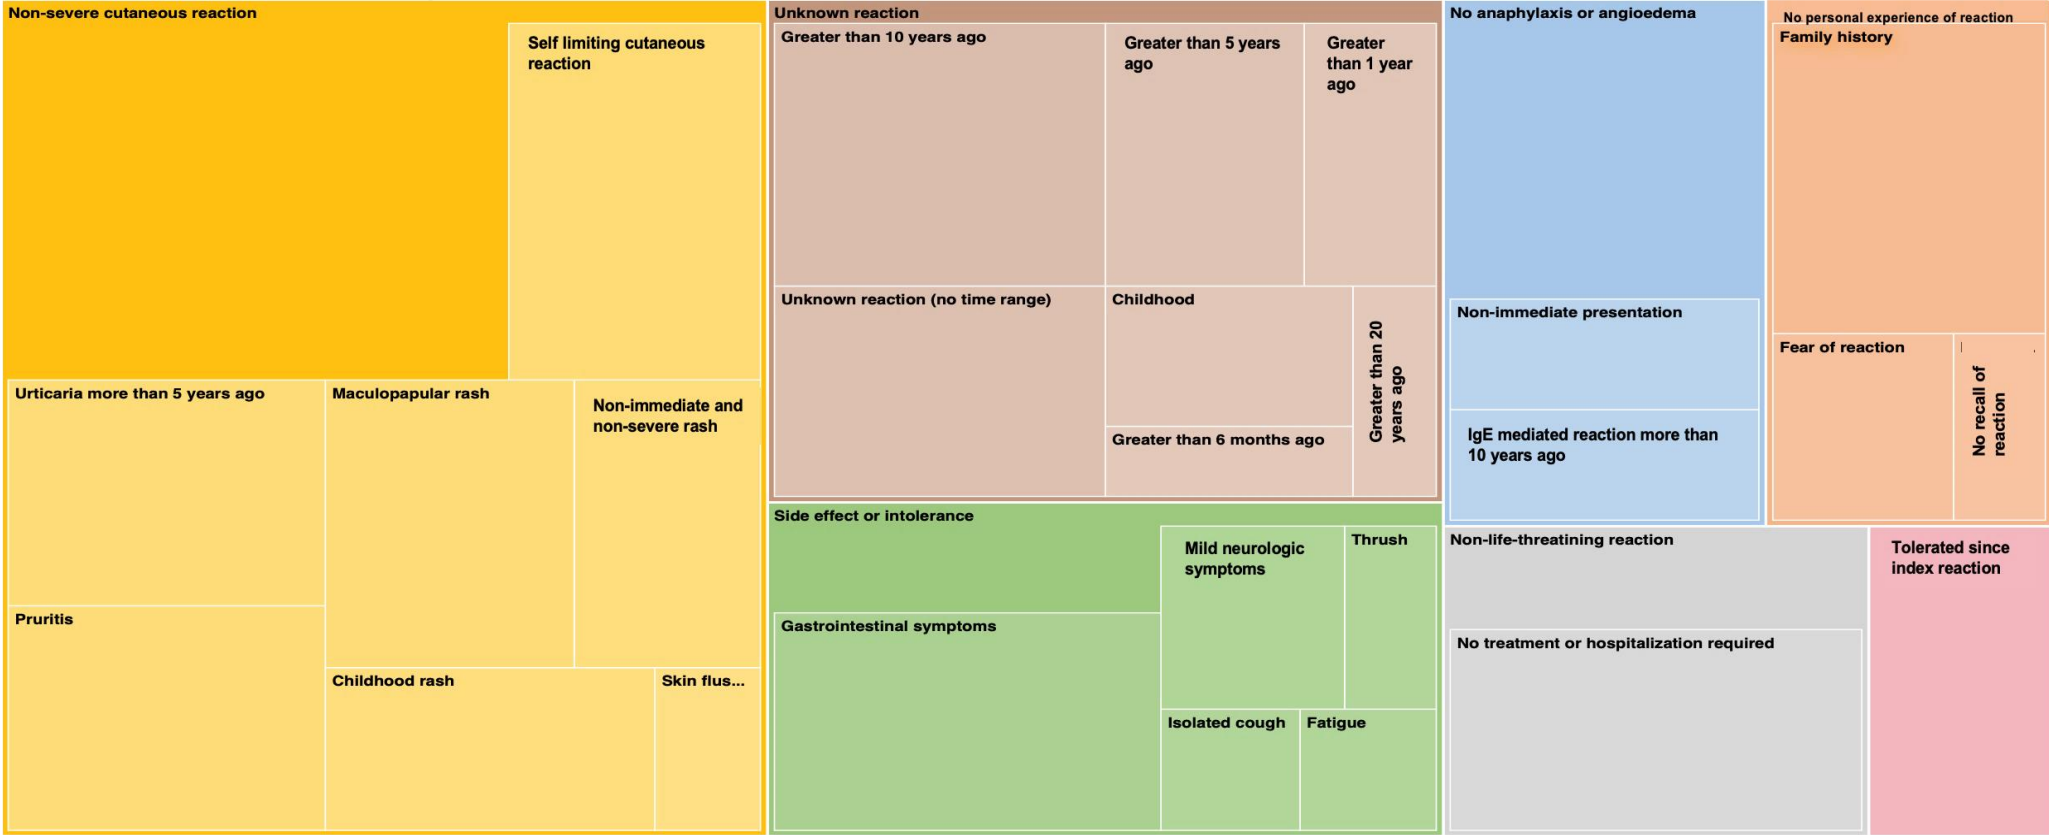 Non-severe cutaneous reaction
Self limiting cutaneous
reaction
Urticaria more than 5 years ago
Maculopapular rash
Non-immediate and
non-severe rash
Pruritis
Childhood rash
Skin flus...
Unknown reaction
Greater than 10 years ago
Greater than 5 years
ago
Greater
than 1 year
ago
Unknown reaction (no time range)
Childhood
Greater than 6 months ago
Greater than 20
years ago
Side effect or intolerance
Mild neurologic
symptoms
Thrush
Gastrointestinal symptoms
Isolated cough
Fatigue
No anaphylaxis or angioedema
Non-immediate presentation
IgE mediated reaction more than
10 years ago
No personal experience of reaction
Family history
Fear of reaction
No recall of
reaction
Non-life-threatining reaction
No treatment or hospitalization required
Tolerated since
index reaction